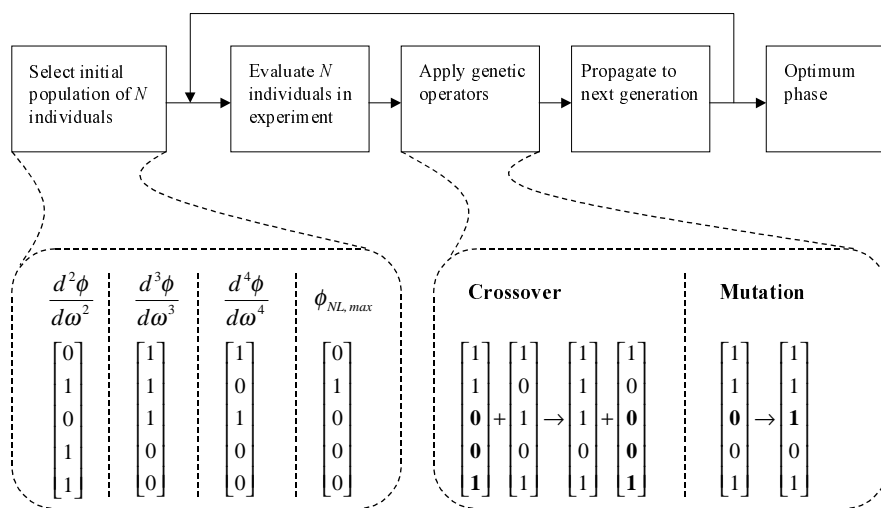 Select initial
population of N
individuals
Evaluate N
individuals in
experiment
Apply genetic
operators
Propagate to
next generation
Optimum
phase
d²ϕ
dω²
d³ϕ
dω³
d⁴ϕ
dω⁴
ϕNL, max
0 1 1 0
1 1 0 1
0 1 1 0
1 0 0 0
1 0 0 0
Crossover
1 1 1 1
1 0 1 0
0 + 1 → 1 + 0
0 0 0 0
1 1 1 1
Mutation
1 1
1 1
0 → 1
0 0
1 1